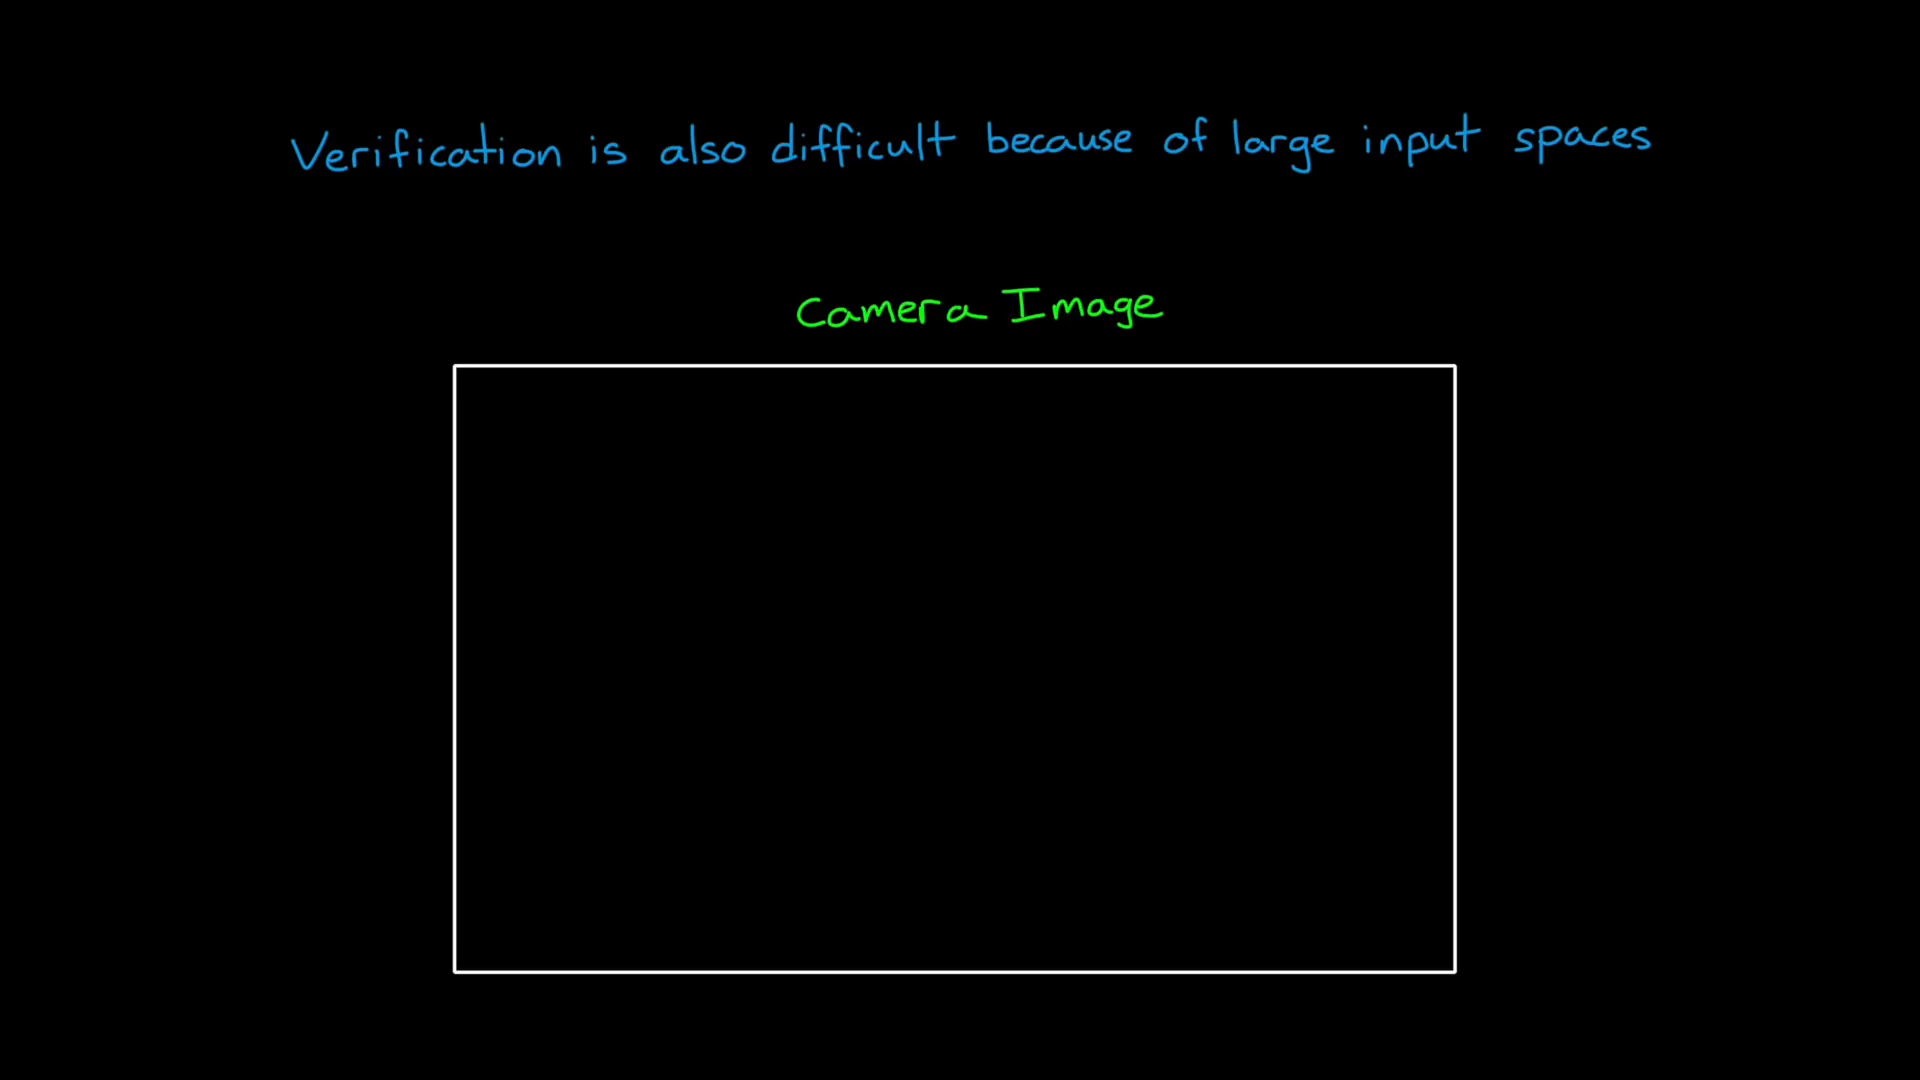 Verification is also difficult because of large input spaces
Camera Image